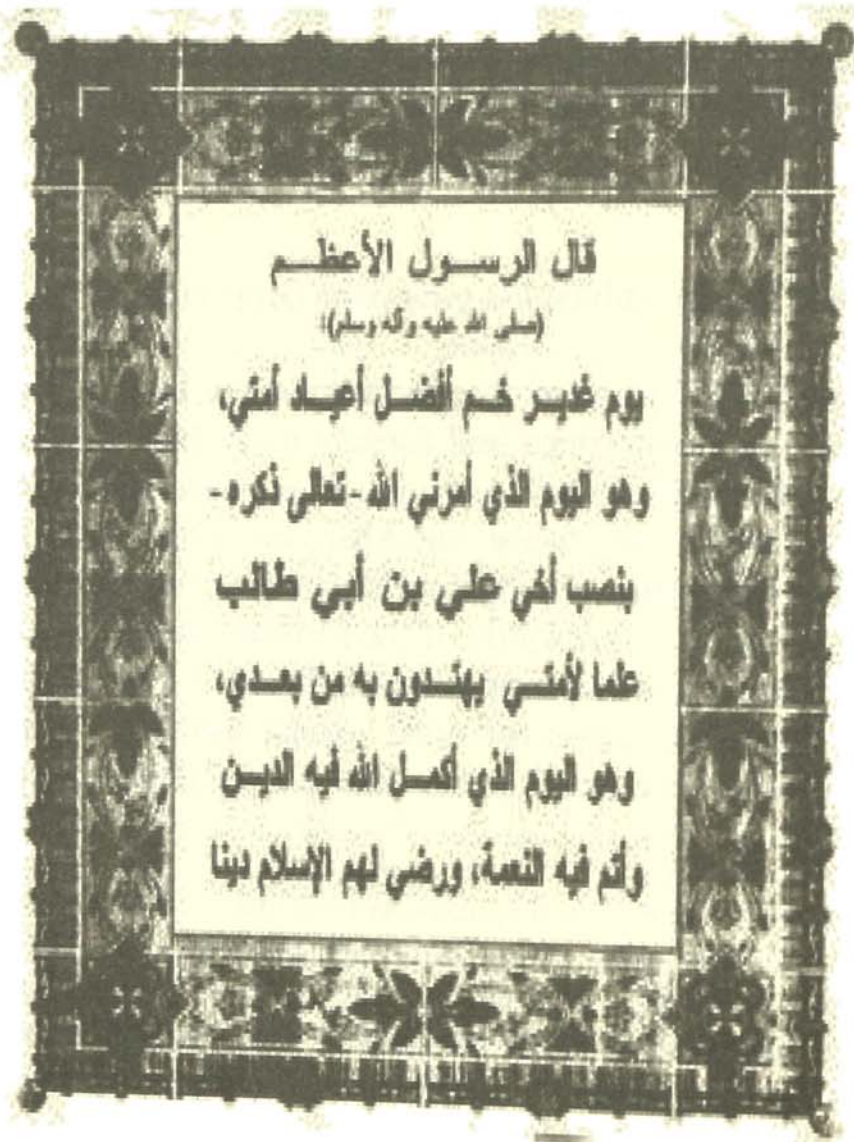 قال الرسول الأعظم
(صلى الله عليه وآله وسلم):
يوم غدير خم أفضل أعياد أمتي،
وهو اليوم الذي أمرني الله -تعالى ذكره-
بنصب أخي علي بن أبي طالب
علما لأمتي يهتدون به من بعدي،
وهو اليوم الذي أكمل الله فيه الدين
وأتم فيه النعمة، ورضي لهم الإسلام دينا